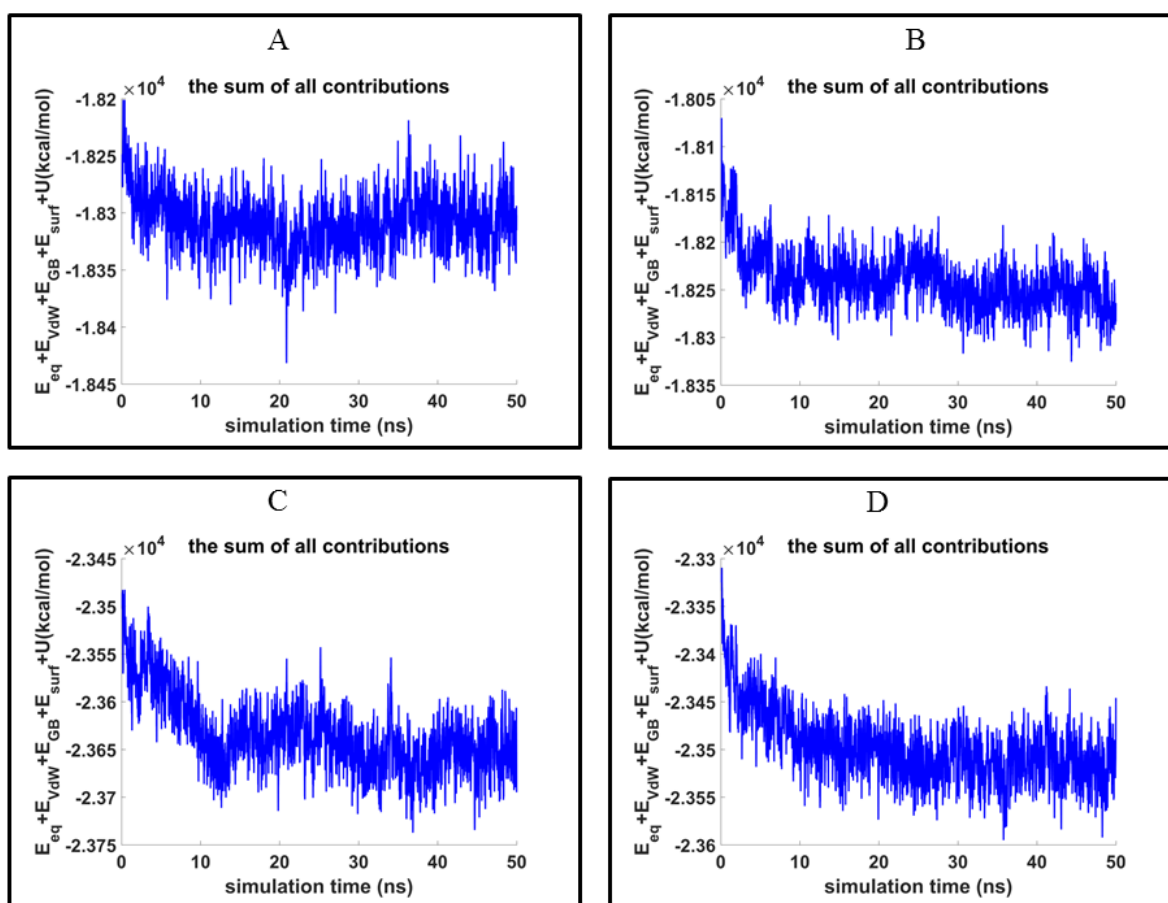 A
the sum of all contributions
×10⁴
-1.82
-1.825
-1.83
-1.835
-1.84
-1.845
E_eq+E_VdW+E_GB+E_surf+U(kcal/mol)
0 10 20 30 40 50
simulation time (ns)
B
the sum of all contributions
×10⁴
-1.805
-1.81
-1.815
-1.82
-1.825
-1.83
-1.835
E_eq+E_VdW+E_GB+E_surf+U(kcal/mol)
0 10 20 30 40 50
simulation time (ns)
C
the sum of all contributions
×10⁴
-2.345
-2.35
-2.355
-2.36
-2.365
-2.37
-2.375
E_eq+E_VdW+E_GB+E_surf+U(kcal/mol)
0 10 20 30 40 50
simulation time (ns)
D
the sum of all contributions
×10⁴
-2.33
-2.335
-2.34
-2.345
-2.35
-2.355
-2.36
E_eq+E_VdW+E_GB+E_surf+U(kcal/mol)
0 10 20 30 40 50
simulation time (ns)